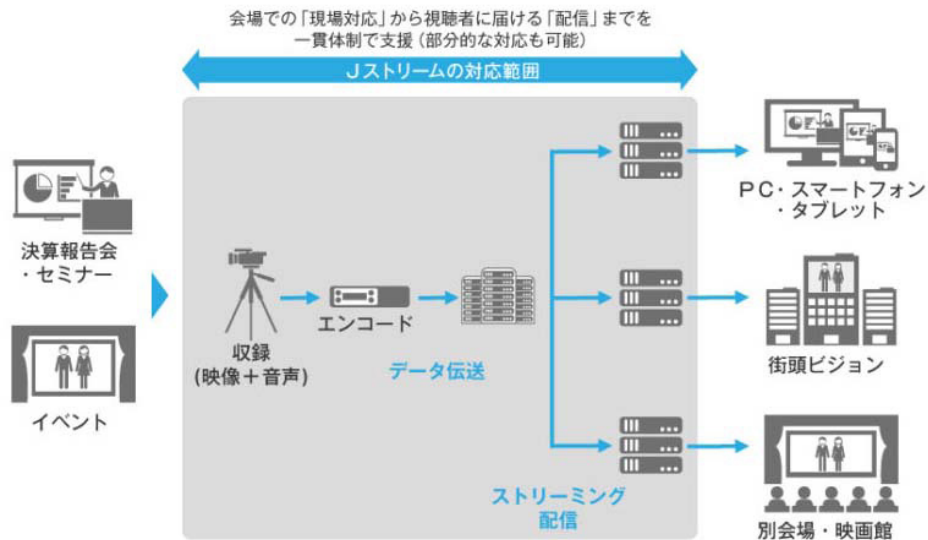 会場での「現場対応」から視聴者に届ける「配信」までを
一貫体制で支援（部分的な対応も可能）
Jストリームの対応範囲
決算報告会
・セミナー
イベント
収録
(映像＋音声)
エンコード
データ伝送
ストリーミング
配信
PC・スマートフォン
・タブレット
街頭ビジョン
別会場・映画館